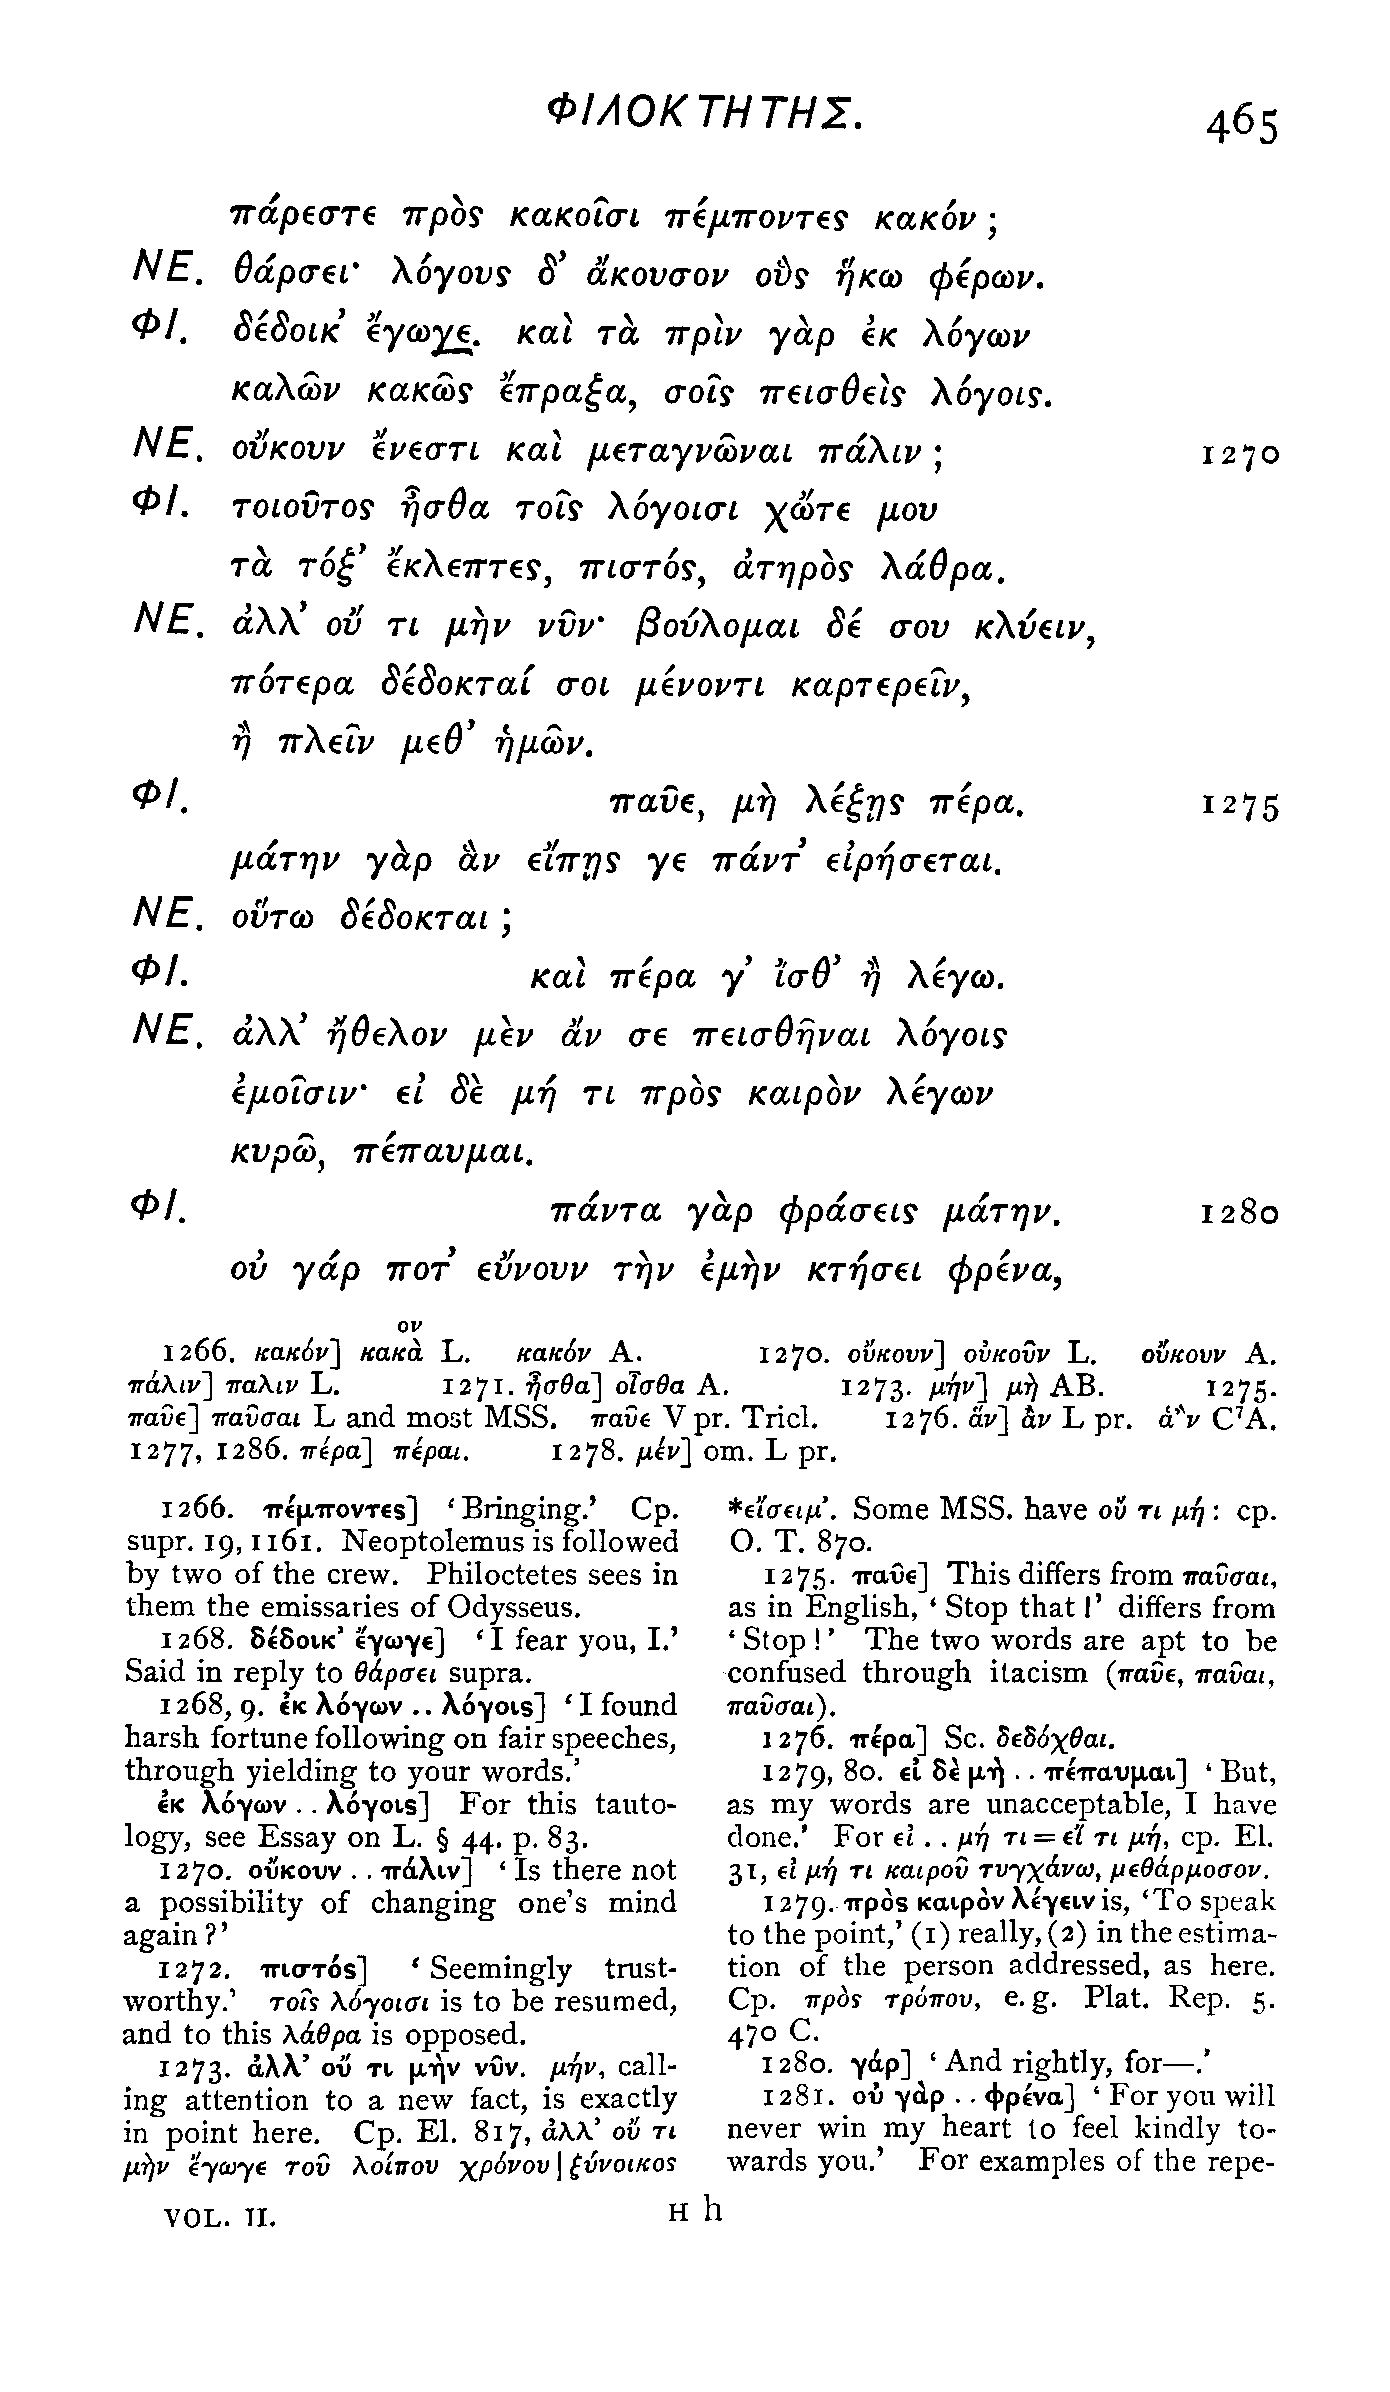 ΦΙΛΟΚΤΗΤΗΣ. 465
πάρεστε πρὸς κακοῖσι πέμποντες κακόν ;
ΝΕ. θάρσει· λόγους δ’ ἄκουσον οὓς ἥκω φέρων.
ΦΙ. δέδοικ’ ἔγωγε. καὶ τὰ πρὶν γὰρ ἐκ λόγων
καλῶν κακῶς ἔπραξα, σοῖς πεισθεὶς λόγοις.
ΝΕ. οὔκουν ἔνεστι καὶ μεταγνῶναι πάλιν ; 1270
ΦΙ. τοιοῦτος ἦσθα τοῖς λόγοισι χὤτε μου
τὰ τόξ’ ἔκλεπτες, πιστός, ἀτηρὸς λάθρα.
ΝΕ. ἀλλ’ οὔ τι μὴν νῦν· βούλομαι δέ σου κλύειν,
πότερα δέδοκταί σοι μένοντι καρτερεῖν,
ἢ πλεῖν μεθ’ ἡμῶν.
ΦΙ. παῦε, μὴ λέξῃς πέρα. 1275
μάτην γὰρ ἂν εἴπῃς γε πάντ’ εἰρήσεται.
ΝΕ. οὕτω δέδοκται ;
ΦΙ. καὶ πέρα γ’ ἴσθ’ ἢ λέγω.
ΝΕ. ἀλλ’ ἤθελον μὲν ἄν σε πεισθῆναι λόγοις
ἐμοῖσιν· εἰ δὲ μή τι πρὸς καιρὸν λέγων
κυρῶ, πέπαυμαι.
ΦΙ. πάντα γὰρ φράσεις μάτην. 1280
οὐ γάρ ποτ’ εὔνουν τὴν ἐμὴν κτήσει φρένα,
ον
1266. κακόν] κακὰ L. κακόν A. 1270. οὔκουν] οὐκοῦν L. οὔκουν A.
πάλιν] παλιν L. 1271. ἦσθα] οἶσθα A. 1273. μήν] μὴ AB. 1275.
παῦε] παῦσαι L and most MSS. παῦε V pr. Tricl. 1276. ἄν] ἂν L pr. ἀ῞ν C⁷A.
1277, 1286. πέρα] πέραι. 1278. μέν] om. L pr.
1266. πέμποντες] ‘Bringing.’ Cp.
supr. 19, 1161. Neoptolemus is followed
by two of the crew. Philoctetes sees in
them the emissaries of Odysseus.
1268. δέδοικ’ ἔγωγε] ‘I fear you, I.’
Said in reply to θάρσει supra.
1268, 9. ἐκ λόγων .. λόγοις] ‘I found
harsh fortune following on fair speeches,
through yielding to your words.’
ἐκ λόγων .. λόγοις] For this tauto-
logy, see Essay on L. § 44. p. 83.
1270. οὔκουν .. πάλιν] ‘Is there not
a possibility of changing one’s mind
again?’
1272. πιστός] ‘Seemingly trust-
worthy.’ τοῖς λόγοισι is to be resumed,
and to this λάθρα is opposed.
1273. ἀλλ’ οὔ τι μὴν νῦν. μήν, call-
ing attention to a new fact, is exactly
in point here. Cp. El. 817, ἀλλ’ οὔ τι
μὴν ἔγωγε τοῦ λοίπου χρόνου | ξύνοικος
*εἴσειμ’. Some MSS. have οὔ τι μή: cp.
O. T. 870.
1275. παῦε] This differs from παῦσαι,
as in English, ‘Stop that!’ differs from
‘Stop!’ The two words are apt to be
confused through itacism (παῦε, παῦαι,
παῦσαι).
1276. πέρα] Sc. δεδόχθαι.
1279, 80. εἰ δὲ μὴ .. πέπαυμαι] ‘But,
as my words are unacceptable, I have
done.’ For εἰ .. μή τι = εἴ τι μή, cp. El.
31, εἰ μή τι καιροῦ τυγχάνω, μεθάρμοσον.
1279. πρὸς καιρὸν λέγειν is, ‘To speak
to the point,’ (1) really, (2) in the estima-
tion of the person addressed, as here.
Cp. πρὸς τρόπου, e. g. Plat. Rep. 5.
470 C.
1280. γάρ] ‘And rightly, for—.’
1281. οὐ γὰρ .. φρένα] ‘For you will
never win my heart to feel kindly to-
wards you.’ For examples of the repe-
VOL. II. H h